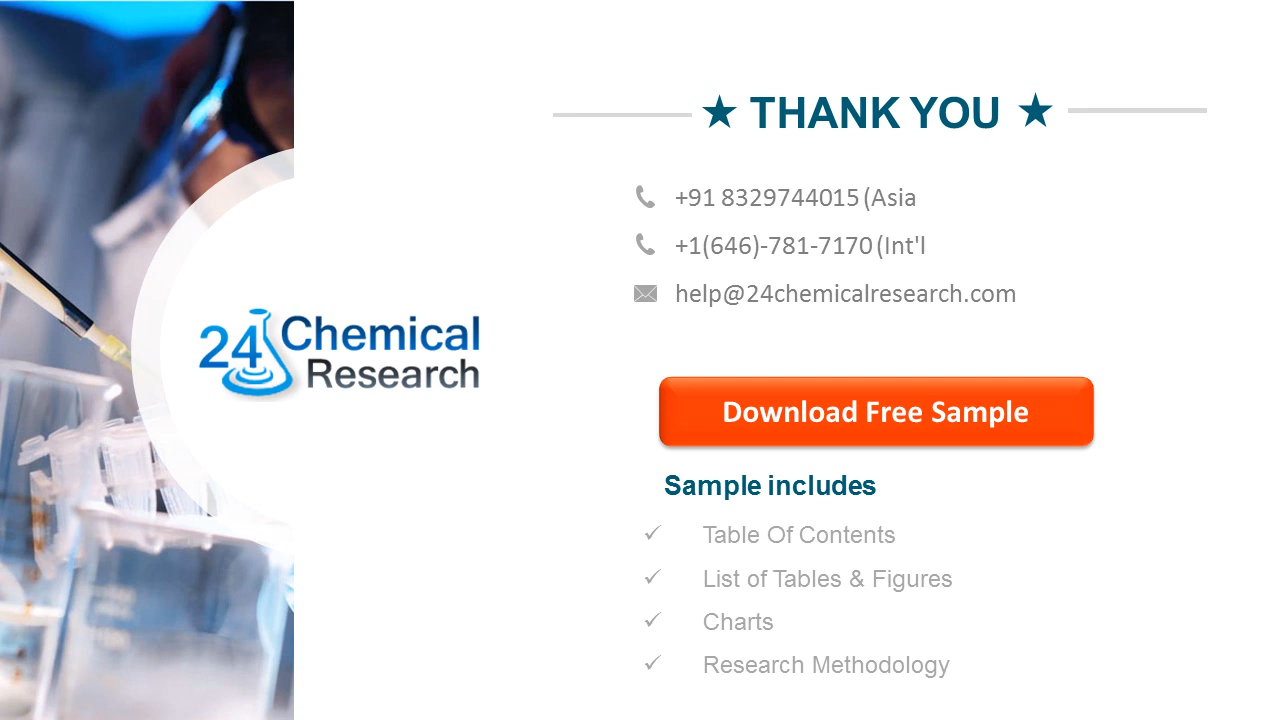 THANK YOU
+91 8329744015 (Asia
+1(646)-781-7170 (Int'l
help@24chemicalresearch.com
24 Chemical
Research
Download Free Sample
Sample includes
Table Of Contents
List of Tables & Figures
Charts
Research Methodology